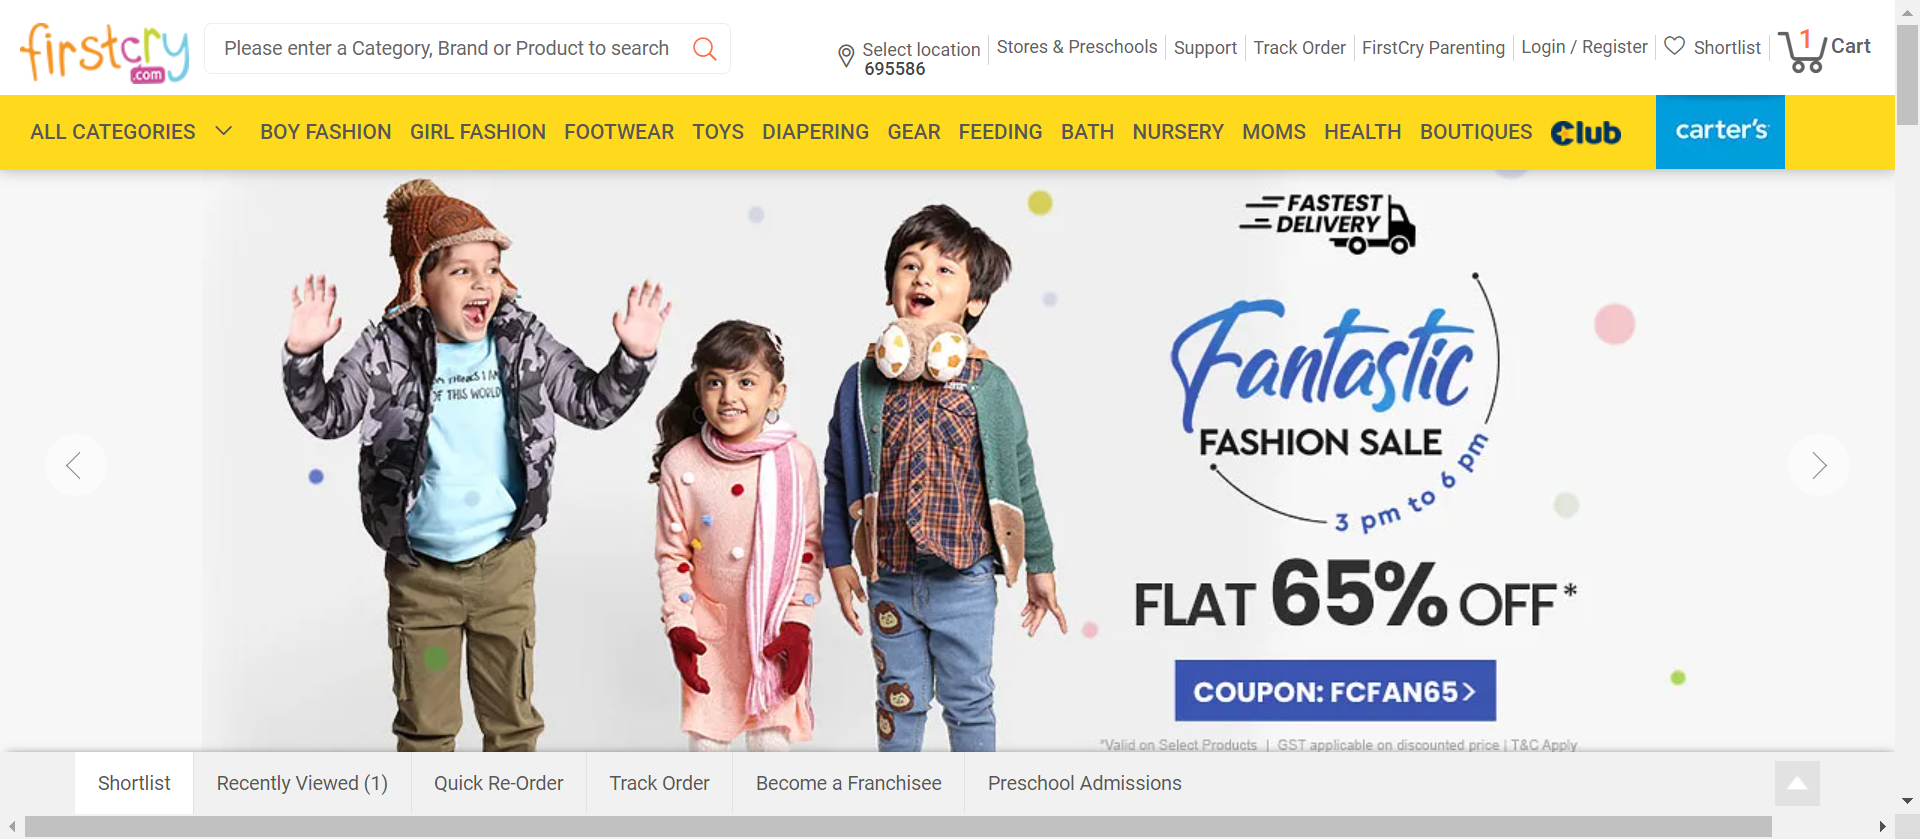 firstcry
.com
Please enter a Category, Brand or Product to search
Select location
695586
Stores & Preschools
Support
Track Order
FirstCry Parenting
Login / Register
Shortlist
1
Cart
ALL CATEGORIES
BOY FASHION
GIRL FASHION
FOOTWEAR
TOYS
DIAPERING
GEAR
FEEDING
BATH
NURSERY
MOMS
HEALTH
BOUTIQUES
Club
carter's
FASTEST
DELIVERY
Fantastic
FASHION SALE
3 pm to 6 pm
FLAT 65% OFF*
COUPON: FCFAN65>
*Valid on Select Products | GST applicable on discounted price | T&C Apply
OF THIS WORLD
Shortlist
Recently Viewed (1)
Quick Re-Order
Track Order
Become a Franchisee
Preschool Admissions